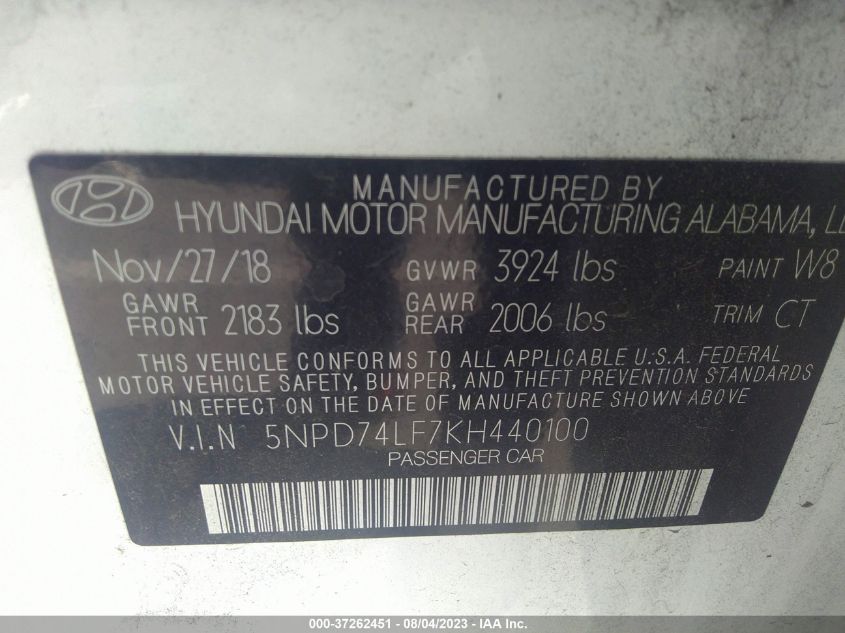 MANUFACTURED BY
HYUNDAI MOTOR MANUFACTURING ALABAMA,
Nov/27/18 GVWR 3924 lbs PAINT W8
GAWR FRONT 2183 lbs GAWR REAR 2006 lbs TRIM CT
THIS VEHICLE CONFORMS TO ALL APPLICABLE U.S.A. FEDERAL
MOTOR VEHICLE SAFETY, BUMPER, AND THEFT PREVENTION STANDARDS
IN EFFECT ON THE DATE OF MANUFACTURE SHOWN ABOVE
V.I.N 5NPD74LF7KH440100
PASSENGER CAR
000-37262451 - 08/04/2023 - IAA Inc.